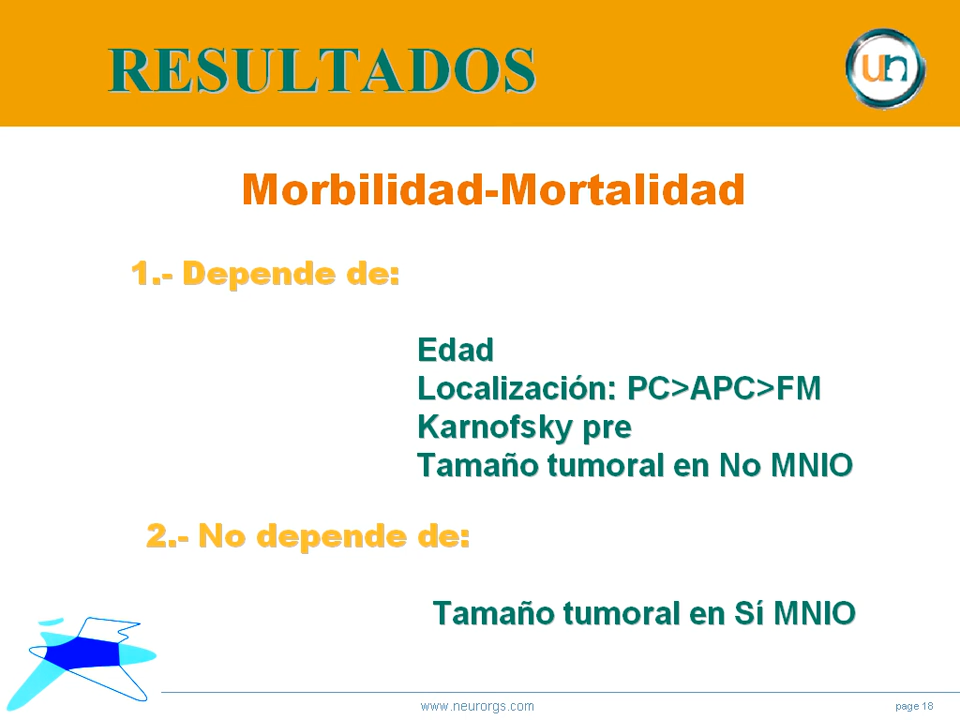 RESULTADOS
un
Morbilidad-Mortalidad
1.- Depende de:
Edad
Localización: PC>APC>FM
Karnofsky pre
Tamaño tumoral en No MNIO
2.- No depende de:
Tamaño tumoral en Sí MNIO
www.neurorgs.com
page 18